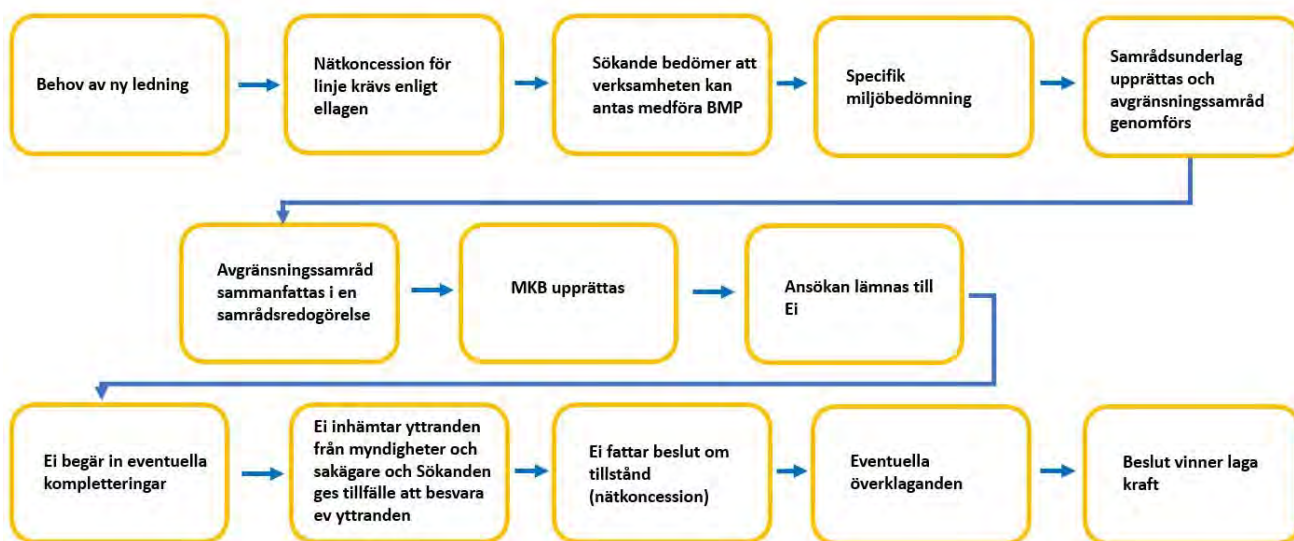 Behov av ny ledning
Nätkoncession för
linje krävs enligt
ellagen
Sökande bedömer att
verksamheten kan
antas medföra BMP
Specifik
miljöbedömning
Samrådsunderlag
upprättas och
avgränsningssamråd
genomförs
Avgränsningssamråd
sammanfattas i en
samrådsredogörelse
MKB upprättas
Ansökan lämnas till
Ei
Ei begär in eventuella
kompletteringar
Ei inhämtar yttranden
från myndigheter och
sakägare och Sökanden
ges tillfälle att besvara
ev yttranden
Ei fattar beslut om
tillstånd
(nätkoncession)
Eventuella
överklaganden
Beslut vinner laga
kraft